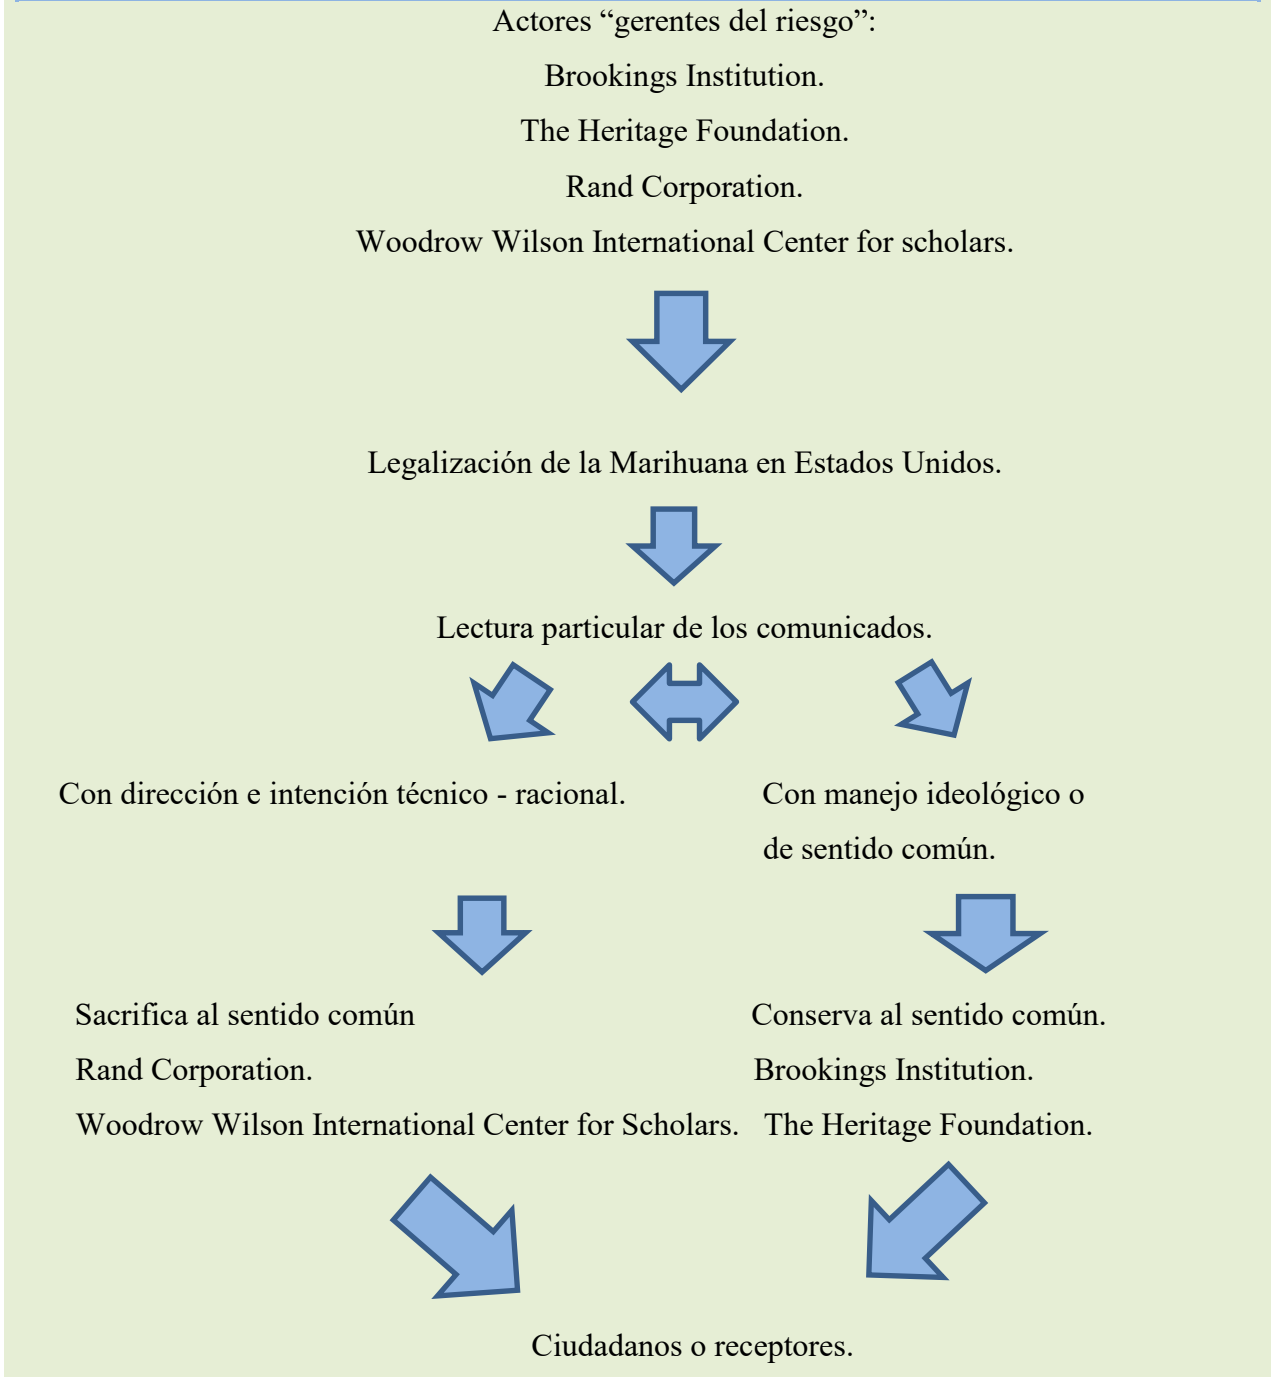 Actores “gerentes del riesgo”:
Brookings Institution.
The Heritage Foundation.
Rand Corporation.
Woodrow Wilson International Center for scholars.
Legalización de la Marihuana en Estados Unidos.
Lectura particular de los comunicados.
Con dirección e intención técnico - racional.
Con manejo ideológico o
de sentido común.
Sacrifica al sentido común
Rand Corporation.
Woodrow Wilson International Center for Scholars.
Conserva al sentido común.
Brookings Institution.
The Heritage Foundation.
Ciudadanos o receptores.